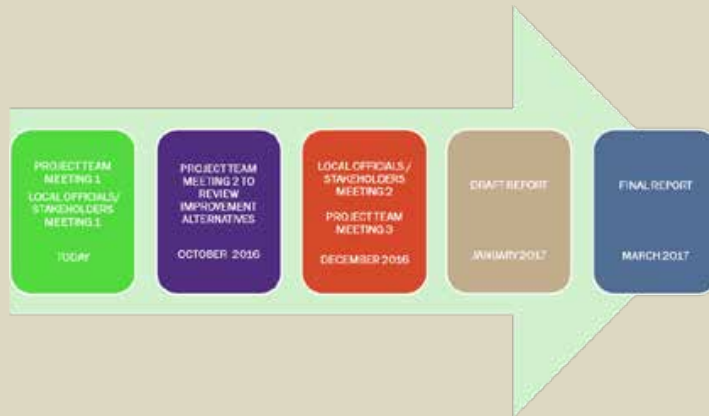 PROJECT TEAM
MEETING 1
LOCAL OFFICIALS/
STAKEHOLDERS
MEETING 1
TODAY
PROJECT TEAM
MEETING 2 TO
REVIEW
IMPROVEMENT
ALTERNATIVES
OCTOBER 2016
LOCAL OFFICIALS /
STAKEHOLDERS
MEETING 2
PROJECT TEAM
MEETING 3
DECEMBER 2016
DRAFT REPORT
JANUARY 2017
FINAL REPORT
MARCH 2017